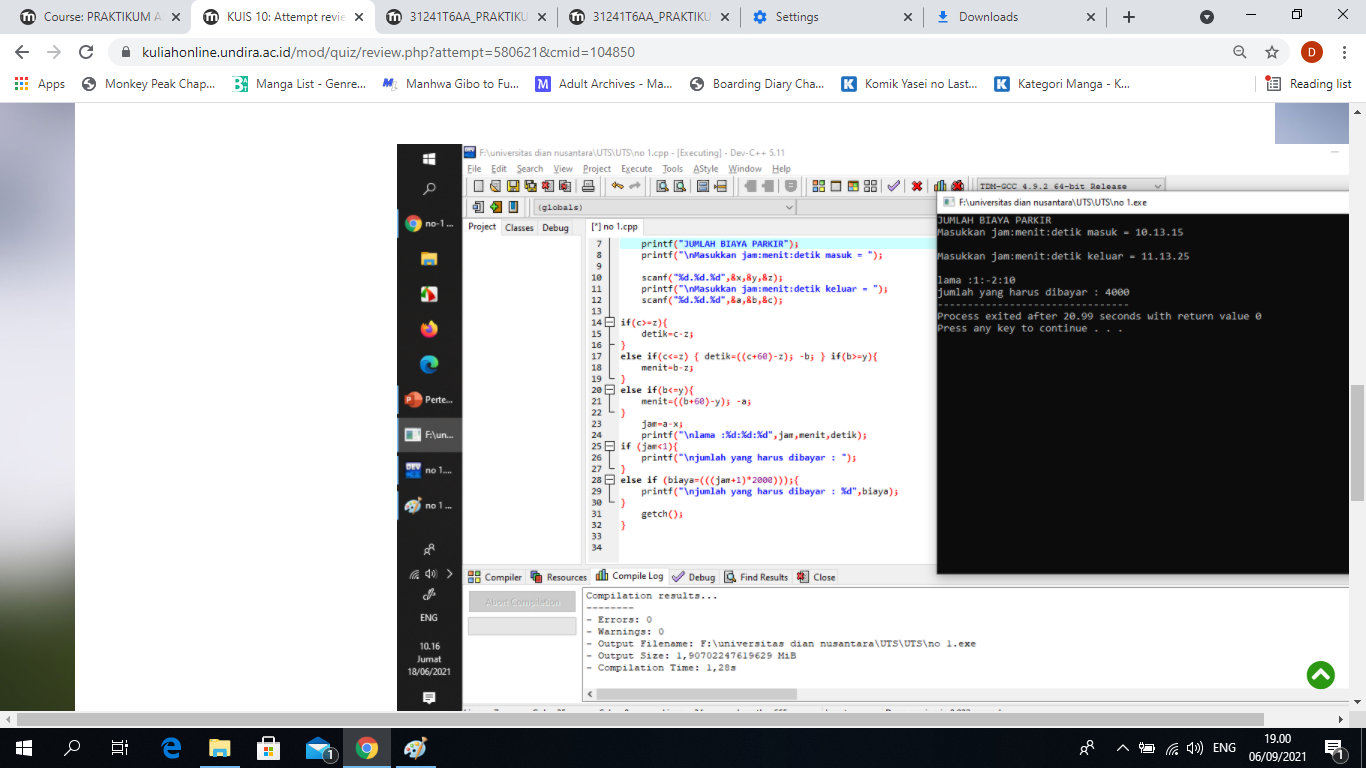 Course: PRAKTIKUM A
KUIS 10: Attempt revie
31241T6AA_PRAKTIKU
31241T6AA_PRAKTIKU
Settings
Downloads
kuliahonline.undira.ac.id/mod/quiz/review.php?attempt=580621&cmid=104850
D
Apps
Monkey Peak Chap...
Manga List - Genre...
Manhwa Gibo to Fu...
Adult Archives - Ma...
Boarding Diary Cha...
Komik Yasei no Last...
Kategori Manga - K...
Reading list
F:\universitas dian nusantara\UTS\UTS\no 1.cpp - [Executing] - Dev-C++ 5.11
File Edit Search View Project Execute Tools AStyle Window Help
TDM-GCC 4.9.2 64-bit Release
(globals)
Project Classes Debug
[*] no 1.cpp
7 printf("JUMLAH BIAYA PARKIR");
8 printf("\nMasukkan jam:menit:detik masuk = ");
9
10 scanf("%d.%d.%d",&x,&y,&z);
11 printf("\nMasukkan jam:menit:detik keluar = ");
12 scanf("%d.%d.%d",&a,&b,&c);
13
14 if(c>=z){
15 detik=c-z;
16 }
17 else if(c<=z) { detik=((c+60)-z); -b; } if(b>=y){
18 menit=b-z;
19 }
20 else if(b<=y){
21 menit=((b+60)-y); -a;
22 }
23 jam=a-x;
24 printf("\nlama :%d:%d:%d",jam,menit,detik);
25 if (jam<1){
26 printf("\njumlah yang harus dibayar : ");
27 }
28 else if (biaya=(((jam+1)*2000)));{
29 printf("\njumlah yang harus dibayar : %d",biaya);
30 }
31 getch();
32 }
33
34
F:\universitas dian nusantara\UTS\UTS\no 1.exe
JUMLAH BIAYA PARKIR
Masukkan jam:menit:detik masuk = 10.13.15
Masukkan jam:menit:detik keluar = 11.13.25
lama :1:-2:10
jumlah yang harus dibayar : 4000
--------------------------------
Process exited after 20.99 seconds with return value 0
Press any key to continue . . .
no-1 ...
Perte...
F:\un...
DEV
no 1....
no 1 ...
ENG
10.16
Jumat
18/06/2021
Compiler Resources Compile Log Debug Find Results Close
Abort Compilation
Compilation results...
--------
- Errors: 0
- Warnings: 0
- Output Filename: F:\universitas dian nusantara\UTS\UTS\no 1.exe
- Output Size: 1,90702247619629 MiB
- Compilation Time: 1,28s
1
ENG
19.00
06/09/2021
1